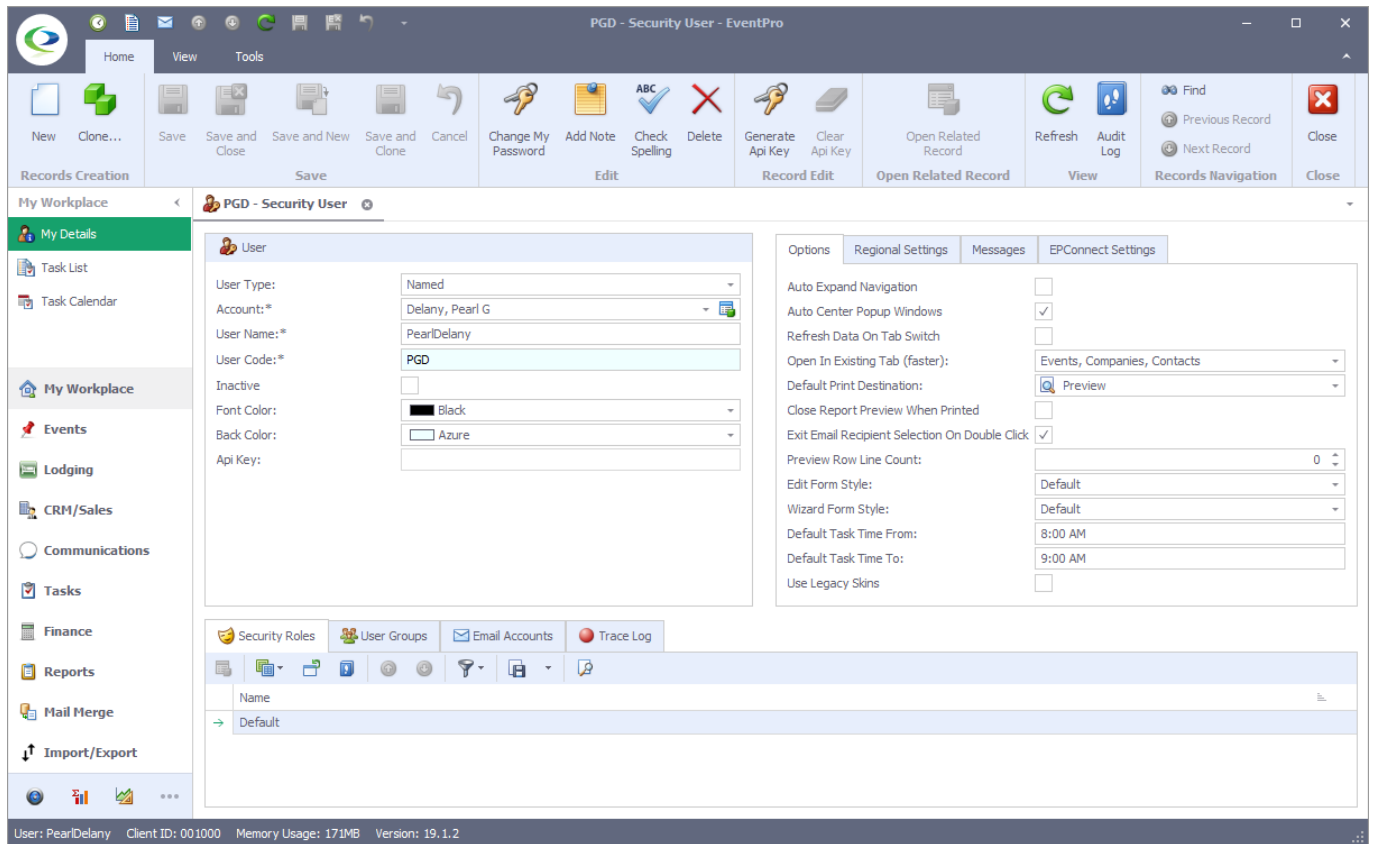 PGD - Security User - EventPro
Home View Tools
New Clone... Save Save and Close Save and New Save and Clone Cancel Change My Password Add Note ABC Check Spelling Delete Generate Api Key Clear Api Key Open Related Record Refresh Audit Log Find Previous Record Next Record Close
Records Creation Save Edit Record Edit Open Related Record View Records Navigation Close
My Workplace
My Details
Task List
Task Calendar
My Workplace
Events
Lodging
CRM/Sales
Communications
Tasks
Finance
Reports
Mail Merge
Import/Export
PGD - Security User
User
User Type: Named
Account:* Delany, Pearl G
User Name:* PearlDelany
User Code:* PGD
Inactive
Font Color: Black
Back Color: Azure
Api Key:
Options Regional Settings Messages EPConnect Settings
Auto Expand Navigation
Auto Center Popup Windows
Refresh Data On Tab Switch
Open In Existing Tab (faster): Events, Companies, Contacts
Default Print Destination: Preview
Close Report Preview When Printed
Exit Email Recipient Selection On Double Click
Preview Row Line Count: 0
Edit Form Style: Default
Wizard Form Style: Default
Default Task Time From: 8:00 AM
Default Task Time To: 9:00 AM
Use Legacy Skins
Security Roles User Groups Email Accounts Trace Log
Name
Default
User: PearlDelany Client ID: 001000 Memory Usage: 171MB Version: 19.1.2